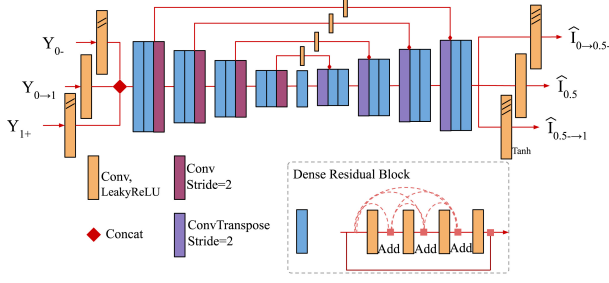 Y0-
Y0→1
Y1+
Î0→0.5-
Î0.5
Î0.5-→1
Tanh
Conv,
LeakyReLU
Conv
Stride=2
Concat
ConvTranspose
Stride=2
Dense Residual Block
Add Add Add